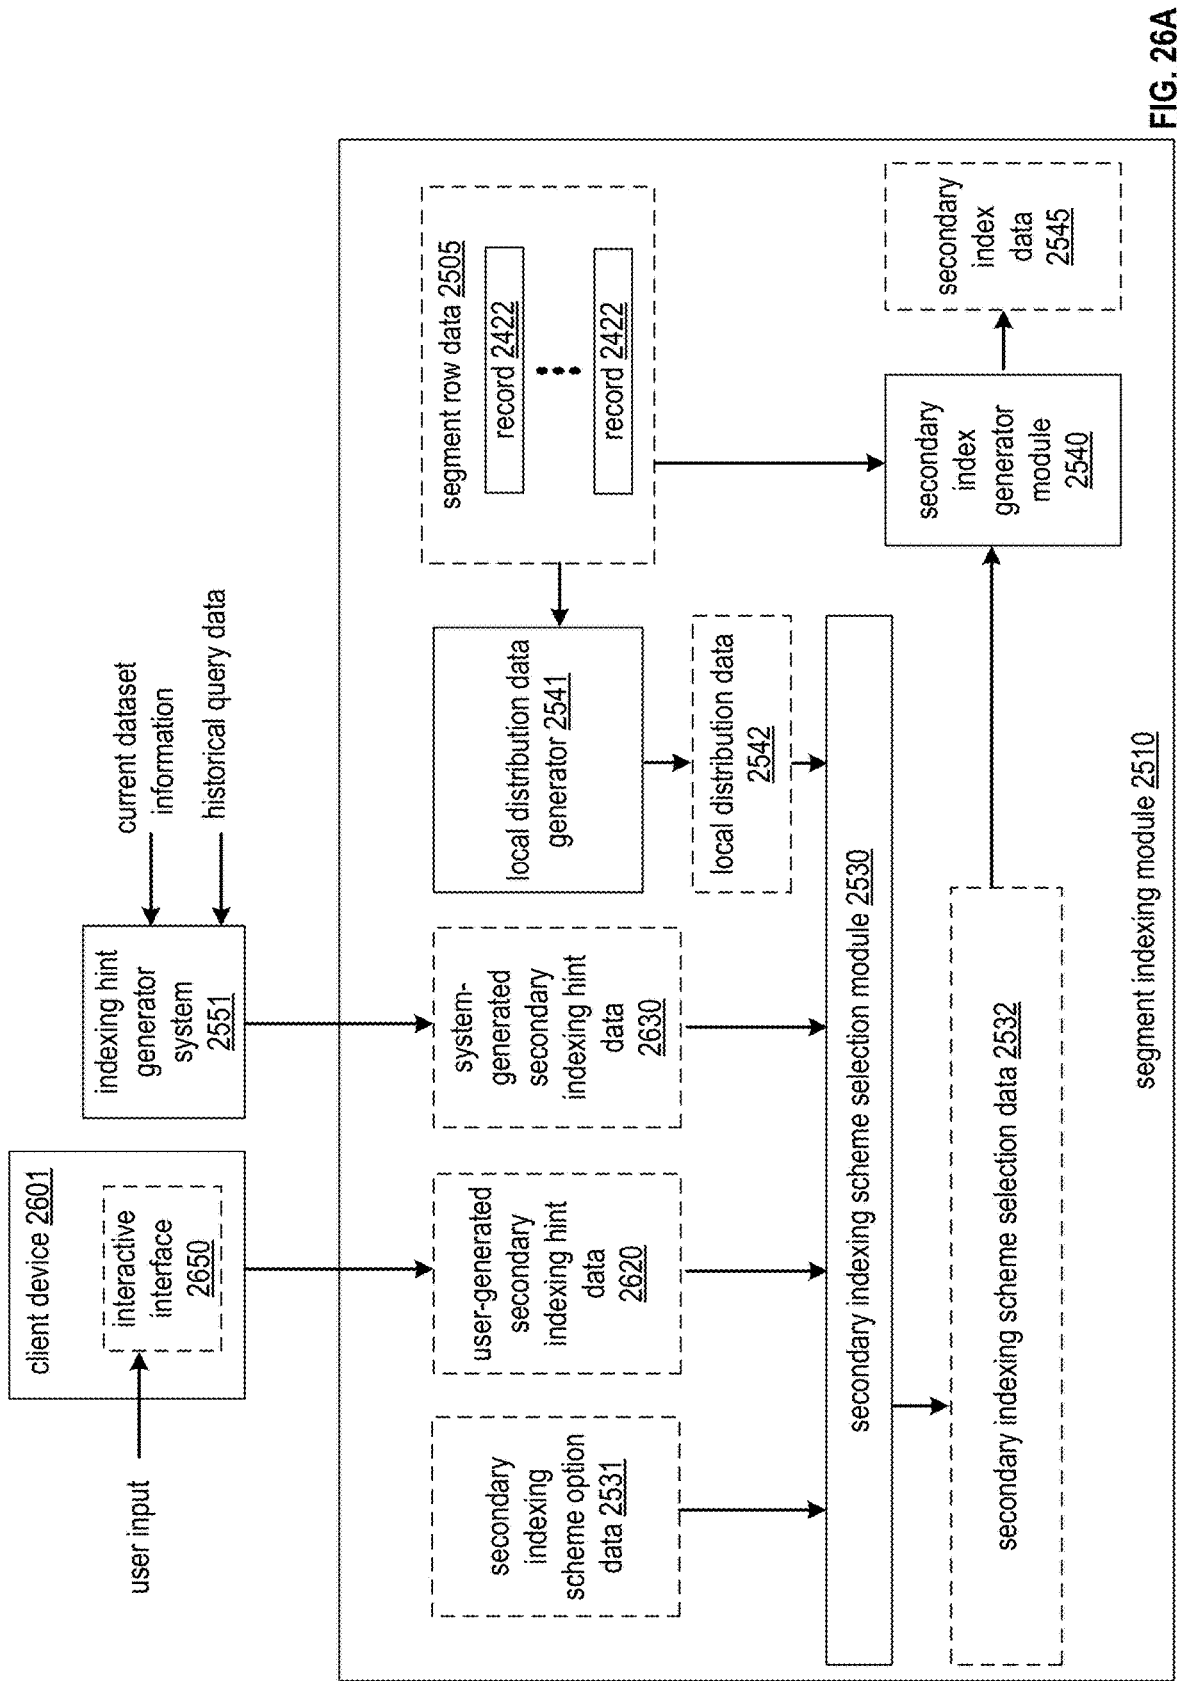 user input
client device 2601
interactive
interface
2650
indexing hint
generator
system
2551
current dataset
information
historical query data
secondary
indexing
scheme option
data 2531
user-generated
secondary
indexing hint
data
2620
system-
generated
secondary
indexing hint
data
2630
local distribution data
generator 2541
local distribution data
2542
segment row data 2505
record 2422
record 2422
secondary indexing scheme selection module 2530
secondary indexing scheme selection data 2532
secondary
index
generator
module
2540
secondary
index
data
2545
segment indexing module 2510
FIG. 26A